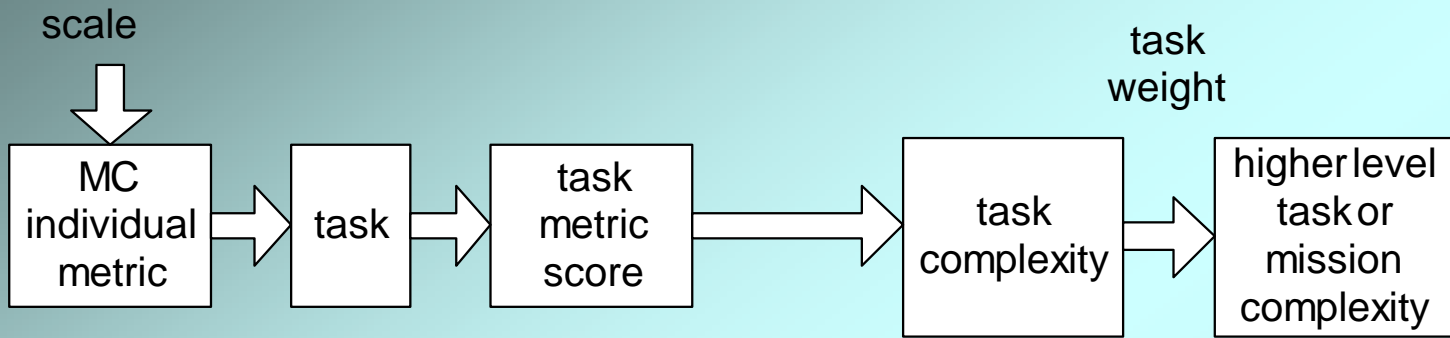 scale
task
weight
MC
individual
metric
task
task
metric
score
task
complexity
higher level
task or
mission
complexity